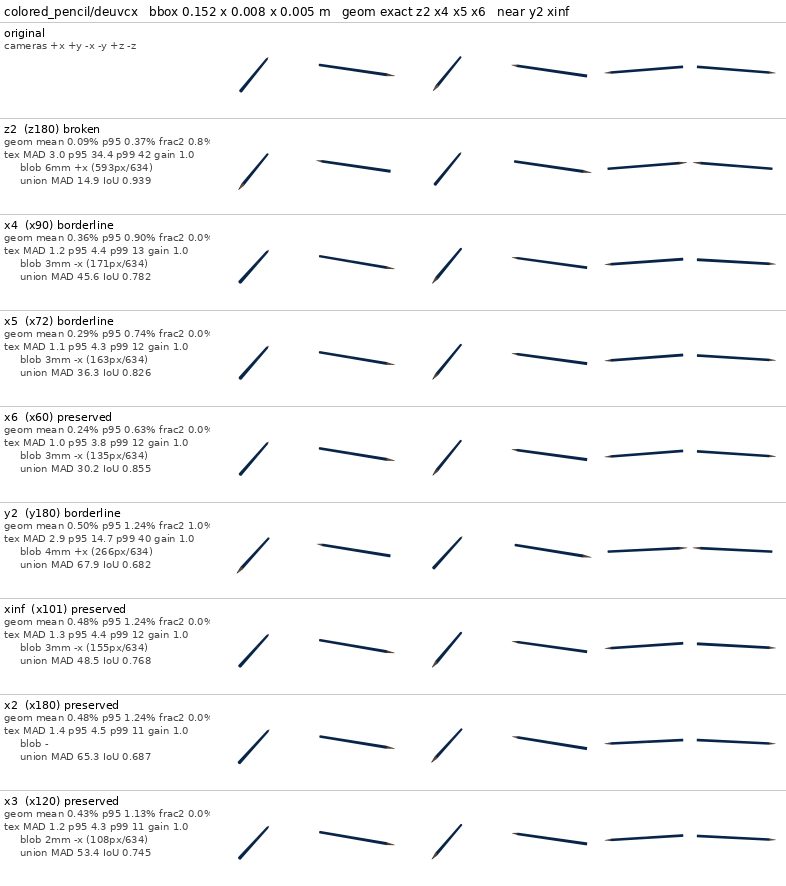 colored_pencil/deuvcx bbox 0.152 x 0.008 x 0.005 m geom exact z2 x4 x5 x6 near y2 xinf
original
cameras +x +y -x -y +z -z
z2 (z180) broken
geom mean 0.09% p95 0.37% frac2 0.8%
tex MAD 3.0 p95 34.4 p99 42 gain 1.0
blob 6mm +x (593px/634)
union MAD 14.9 IoU 0.939
x4 (x90) borderline
geom mean 0.36% p95 0.90% frac2 0.0%
tex MAD 1.2 p95 4.4 p99 13 gain 1.0
blob 3mm -x (171px/634)
union MAD 45.6 IoU 0.782
x5 (x72) borderline
geom mean 0.29% p95 0.74% frac2 0.0%
tex MAD 1.1 p95 4.3 p99 12 gain 1.0
blob 3mm -x (163px/634)
union MAD 36.3 IoU 0.826
x6 (x60) preserved
geom mean 0.24% p95 0.63% frac2 0.0%
tex MAD 1.0 p95 3.8 p99 12 gain 1.0
blob 3mm -x (135px/634)
union MAD 30.2 IoU 0.855
y2 (y180) borderline
geom mean 0.50% p95 1.24% frac2 1.0%
tex MAD 2.9 p95 14.7 p99 40 gain 1.0
blob 4mm +x (266px/634)
union MAD 67.9 IoU 0.682
xinf (x101) preserved
geom mean 0.48% p95 1.24% frac2 0.0%
tex MAD 1.3 p95 4.4 p99 12 gain 1.0
blob 3mm -x (155px/634)
union MAD 48.5 IoU 0.768
x2 (x180) preserved
geom mean 0.48% p95 1.24% frac2 0.0%
tex MAD 1.4 p95 4.5 p99 11 gain 1.0
blob -
union MAD 65.3 IoU 0.687
x3 (x120) preserved
geom mean 0.43% p95 1.13% frac2 0.0%
tex MAD 1.2 p95 4.3 p99 11 gain 1.0
blob 2mm -x (108px/634)
union MAD 53.4 IoU 0.745